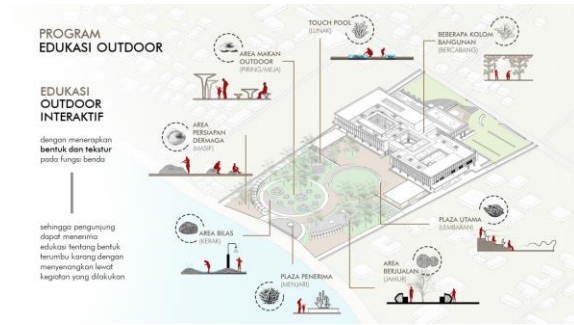 PROGRAM
EDUKASI OUTDOOR
EDUKASI
OUTDOOR
INTERAKTIF
dengan menerapkan
bentuk dan tekstur
pada fungsi benda
sehingga pengunjung
dapat menerima
edukasi tentang bentuk
terumbu karang dengan
menyenangkan lewat
kegiatan yang dilakukan
TOUCH POOL
(LUNAK)
BEBERAPA KOLOM
BANGUNAN
(BERCABANG)
AREA MAKAN
OUTDOOR
(PIRING/MEJA)
AREA
PERSIAPAN
DERMAGA
(MASIF)
AREA BILAS
(KERAK)
PLAZA PENERIMA
(MENJARI)
AREA
BERJUALAN
(JAMUR)
PLAZA UTAMA
(LEMBARAN)